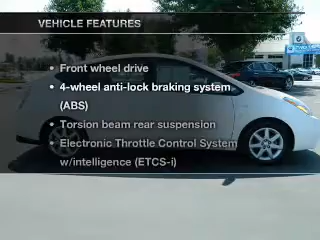 VEHICLE FEATURES
• Front wheel drive
• 4-wheel anti-lock braking system
(ABS)
• Torsion beam rear suspension
• Electronic Throttle Control System
w/intelligence (ETCS-i)